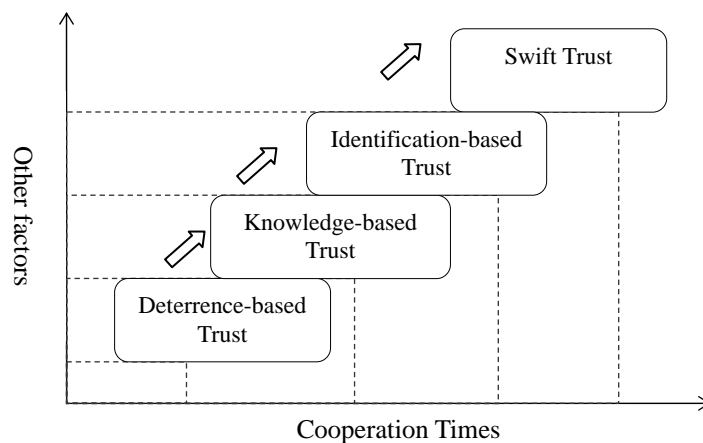 Swift Trust
Identification-based
Trust
Knowledge-based
Trust
Deterrence-based
Trust
Other factors
Cooperation Times